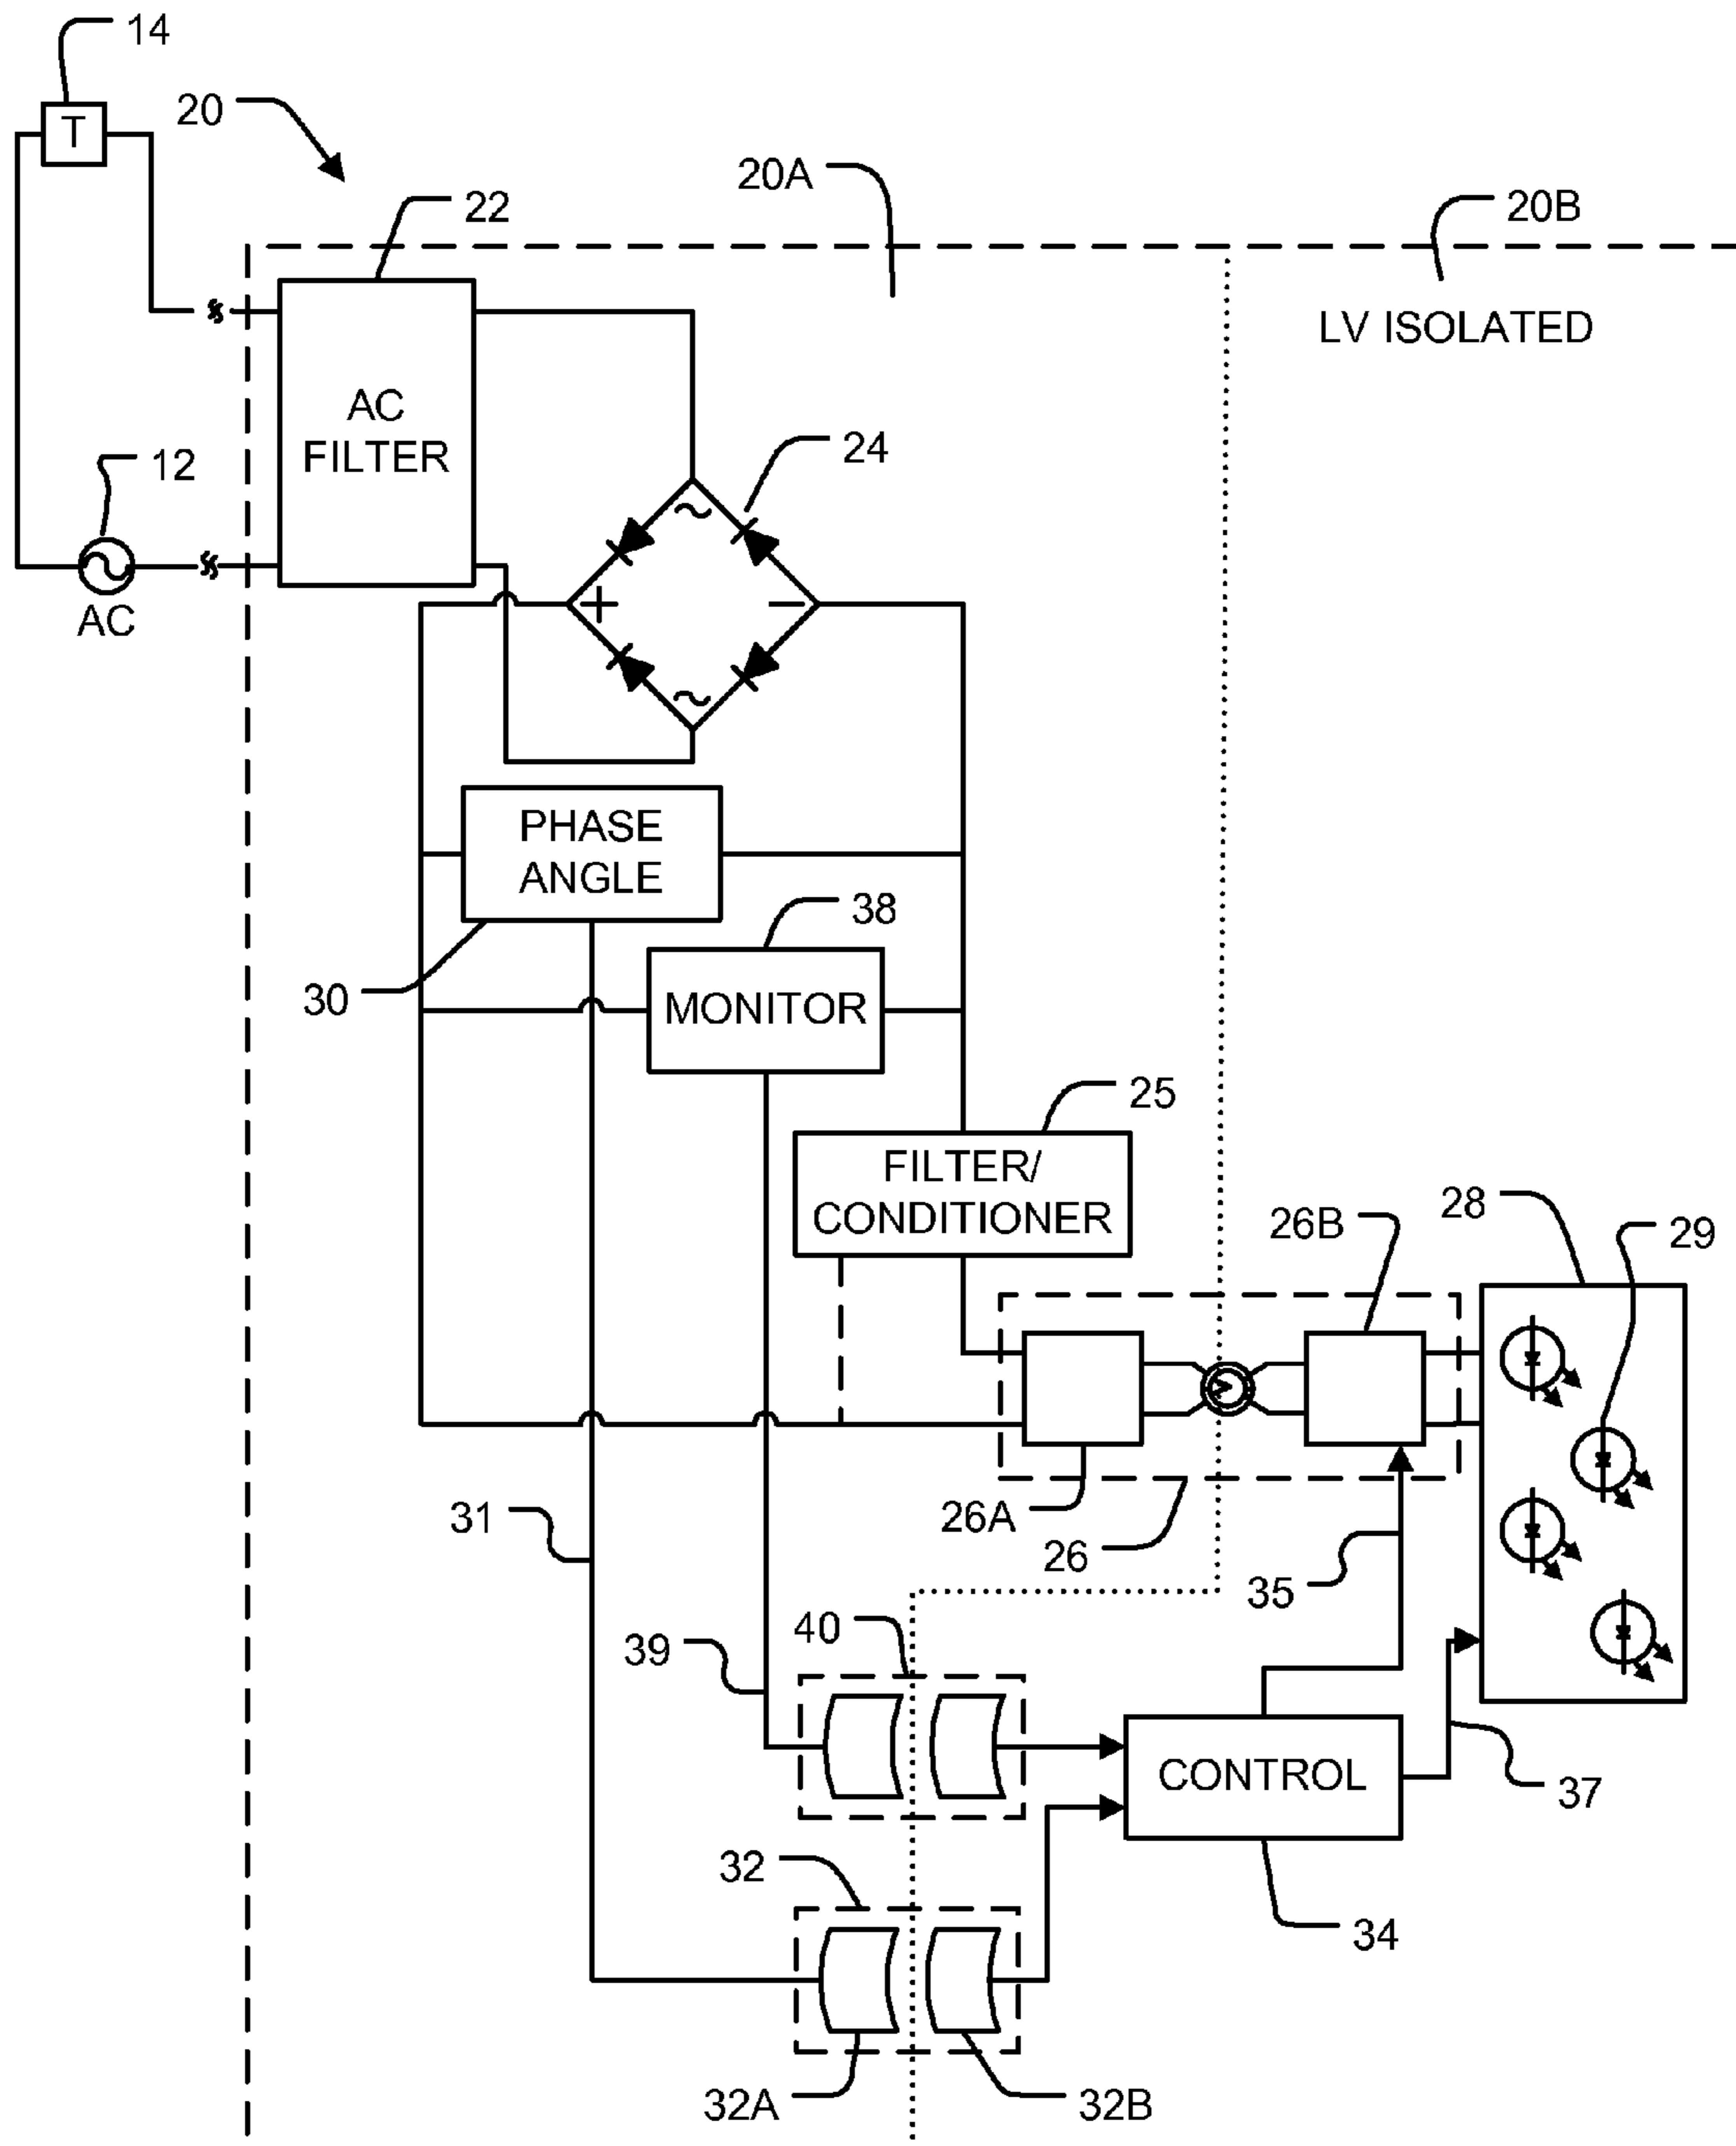 14
T
20
20A
20B
22
LV ISOLATED
AC
FILTER
24
12
AC
+
−
PHASE
ANGLE
38
30
MONITOR
25
FILTER/
CONDITIONER
28
26B
29
26A
31
26
35
40
39
CONTROL
37
32
34
32A
32B